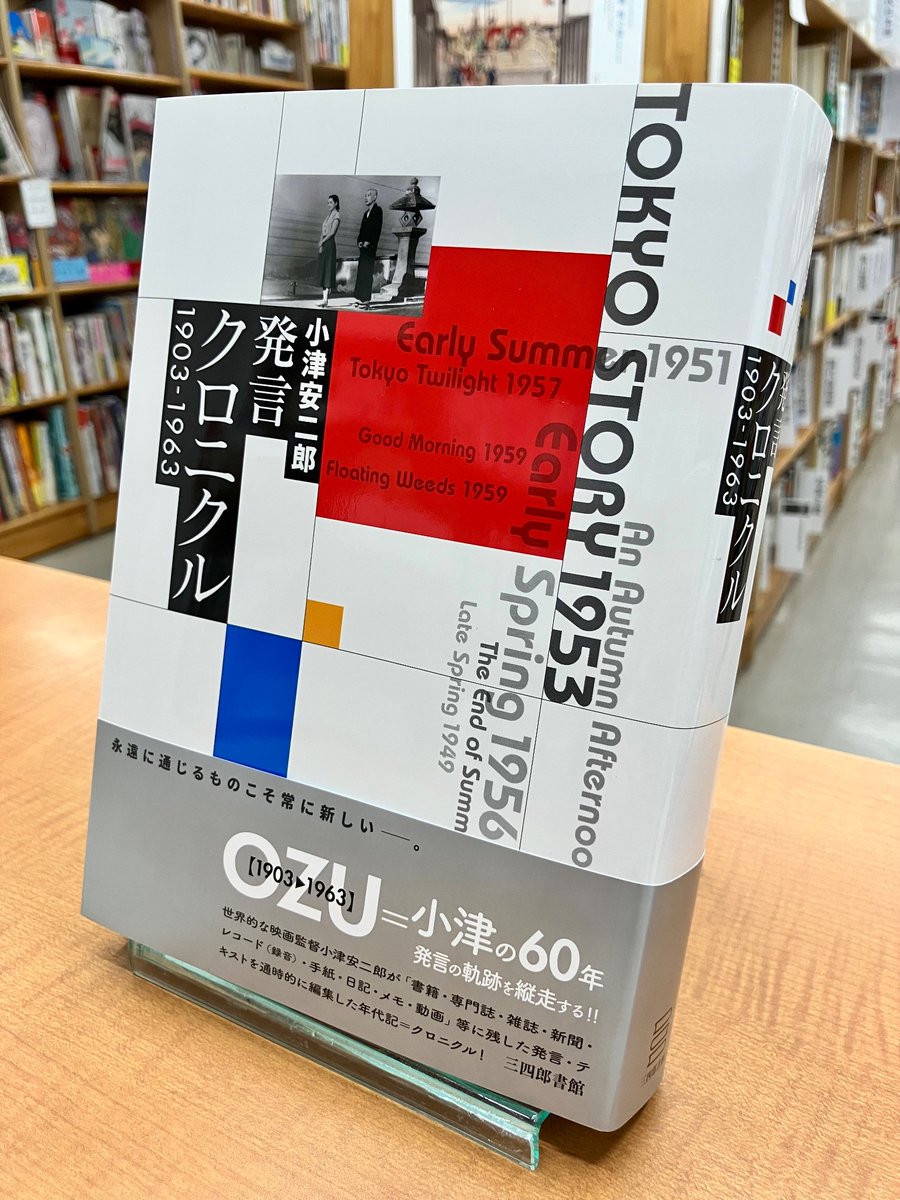 小津安二郎
発言
クロニクル
1903-1963
TOKYO STORY 1953
Early Summer 1951
Tokyo Twilight 1957
Good Morning 1959
Floating Weeds 1959
Early Spring 1956
An Autumn Afternoo
The End of Summ
Late Spring 1949
クロニクル
1903-1963
永遠に通じるものこそ常に新しい──。
OZU=小津の60年
【1903▶1963】
発言の軌跡を縦走する!!
世界的な映画監督小津安二郎が「書籍・専門誌・雑誌・新聞・
レコード（録音）・手紙・日記・メモ・動画」等に残した発言・テ
キストを通時的に編集した年代記=クロニクル!
三四郎書館